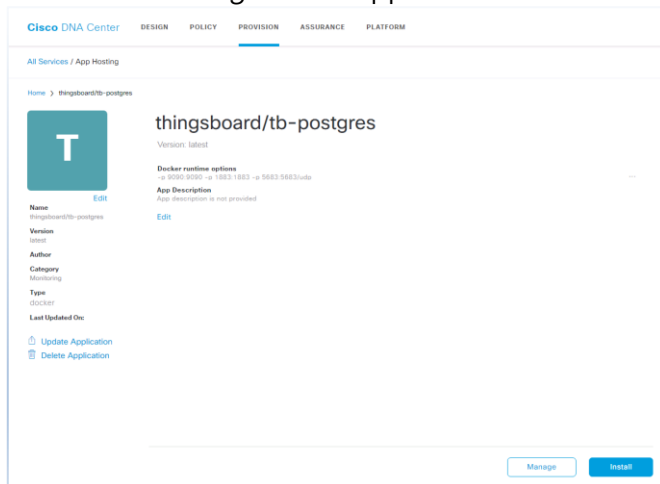 Cisco DNA Center DESIGN POLICY PROVISION ASSURANCE PLATFORM
All Services / App Hosting
Home > thingsboard/tb-postgres
T
Edit
Name
thingsboard/tb-postgres
Version
latest
Author
Category
Monitoring
Type
docker
Last Updated On:
Update Application
Delete Application
thingsboard/tb-postgres
Version: latest
Docker runtime options
-p 9090:9090 -p 1883:1883 -p 5683:5683/udp
...
App Description
App description is not provided
Edit
Manage Install